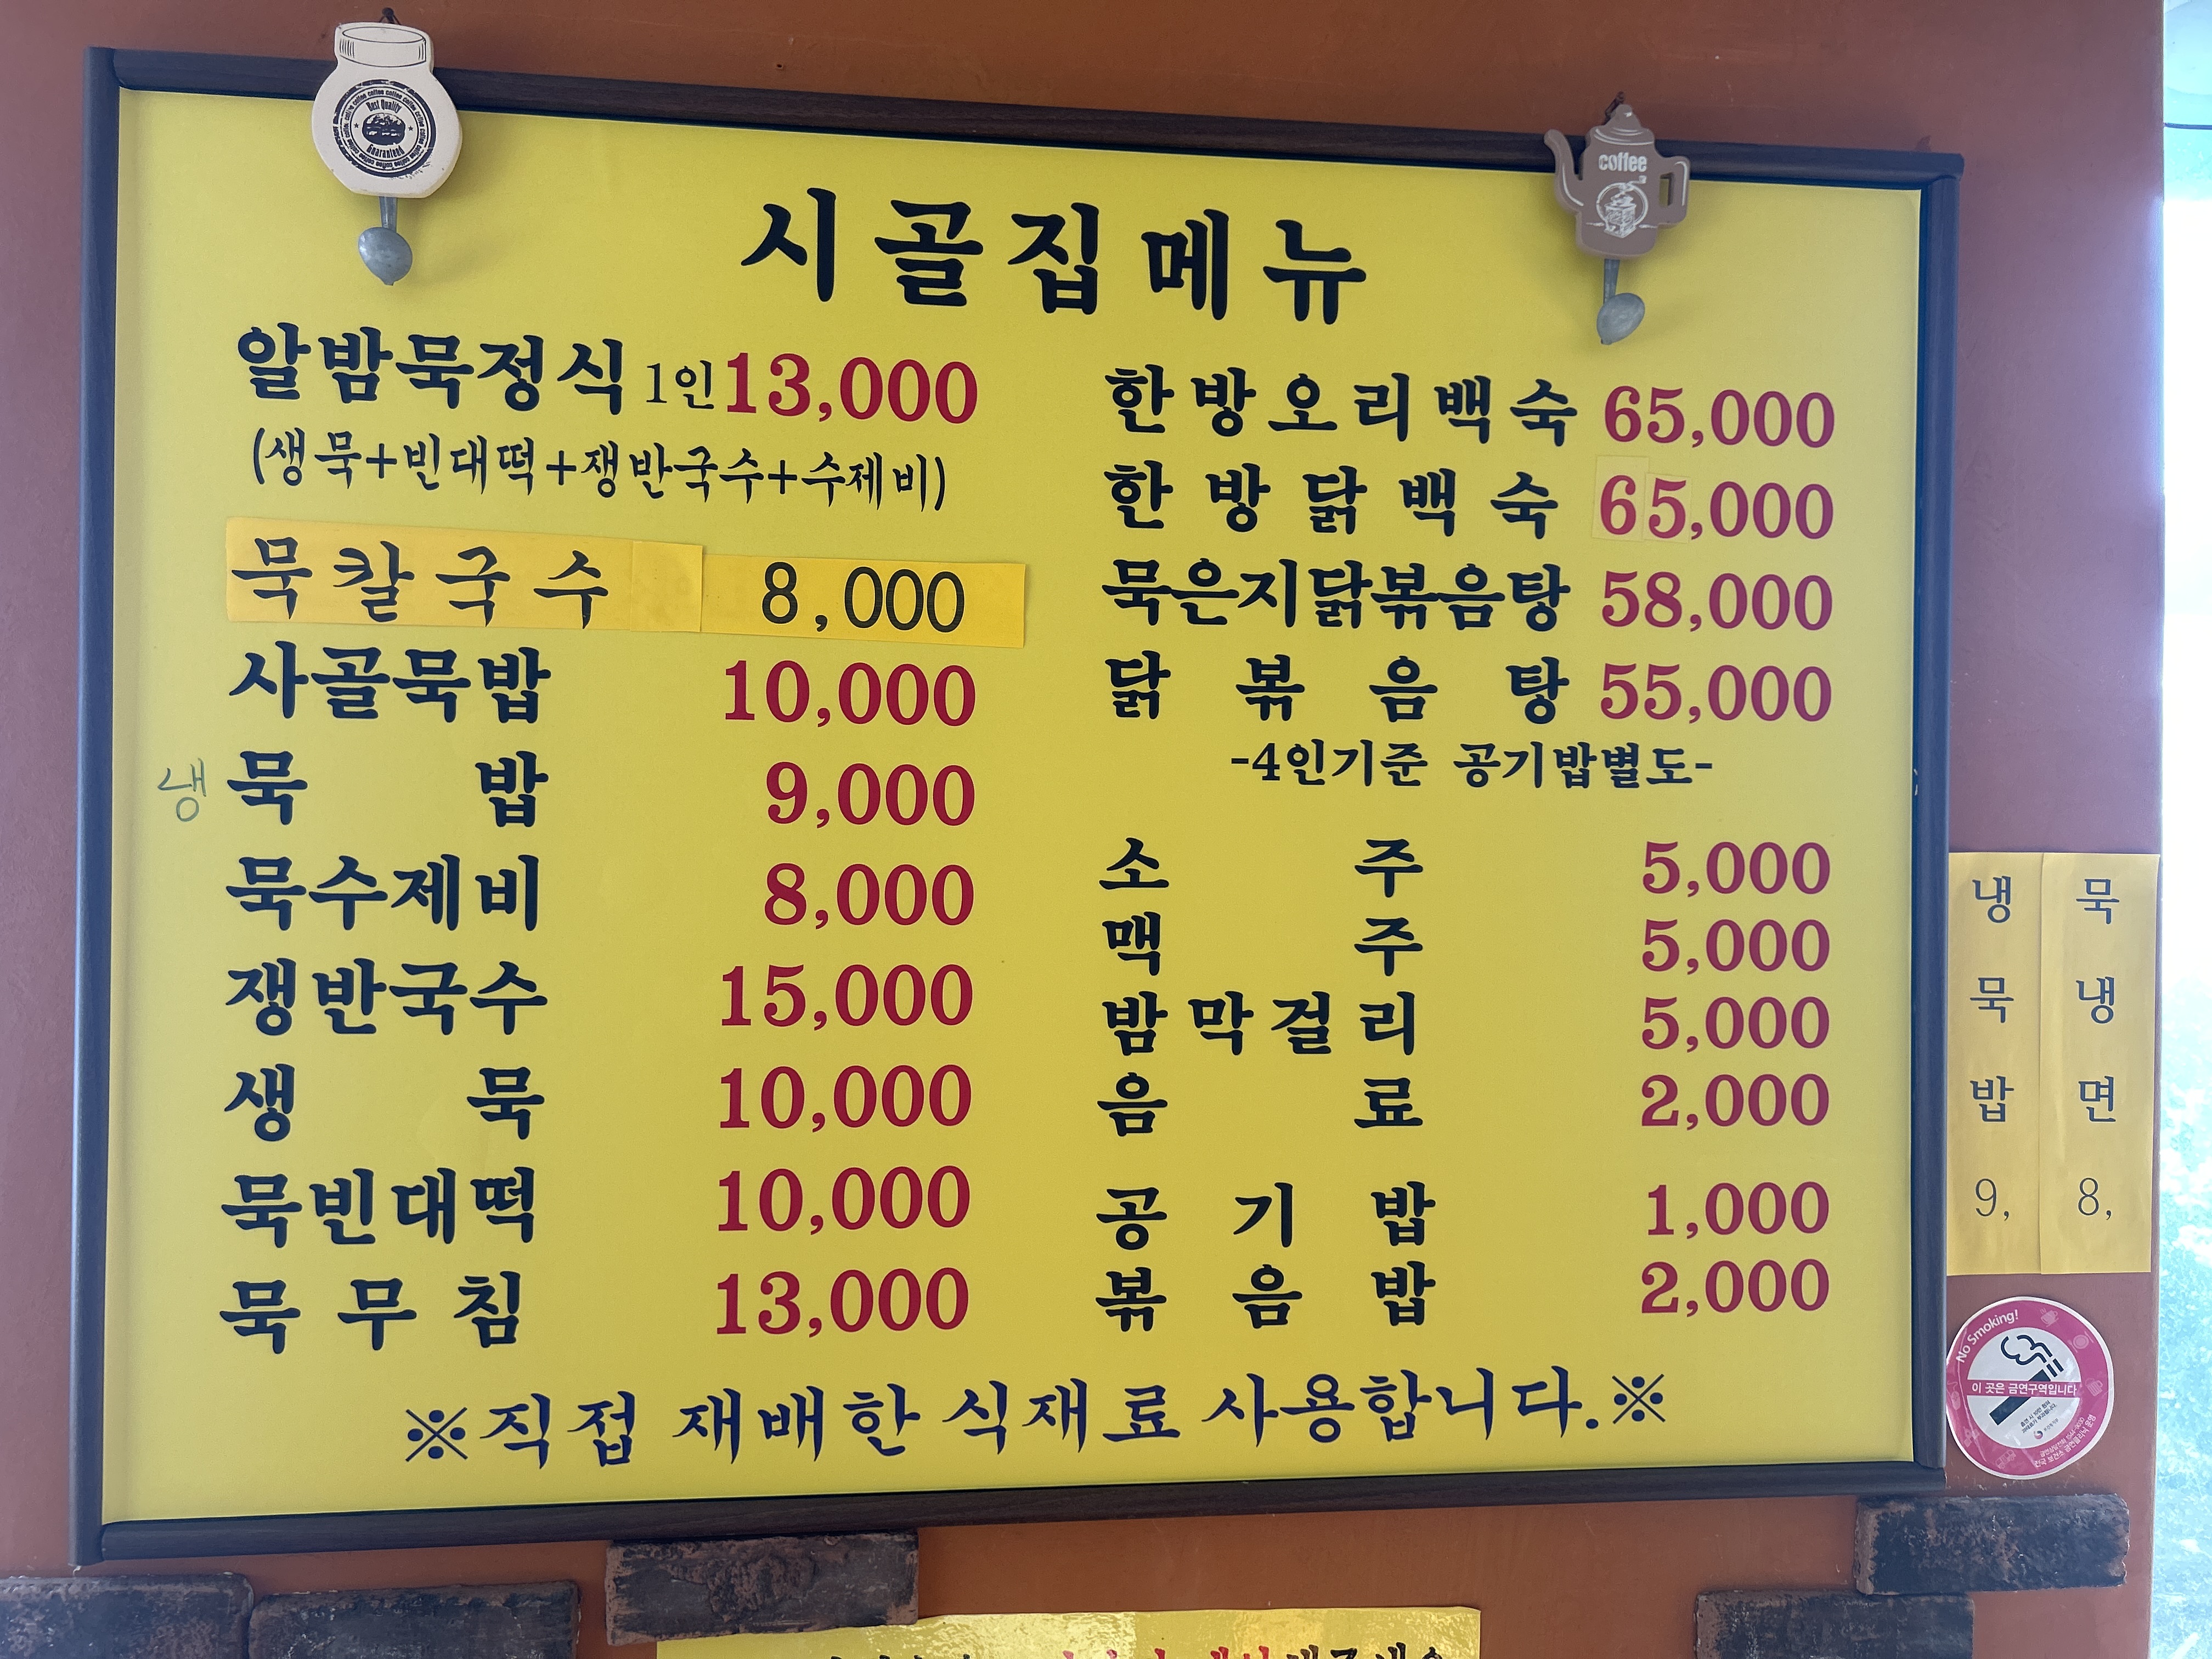 시골집메뉴
알밤묵정식 1인 13,000
(생묵+빈대떡+쟁반국수+수제비)
묵칼국수 8,000
사골묵밥 10,000
냉 묵밥 9,000
묵수제비 8,000
쟁반국수 15,000
생묵 10,000
묵빈대떡 10,000
묵무침 13,000
한방오리백숙 65,000
한방닭백숙 65,000
묵은지닭볶음탕 58,000
닭볶음탕 55,000
-4인기준 공기밥별도-
소주 5,000
맥주 5,000
밤막걸리 5,000
음료 2,000
공기밥 1,000
볶음밥 2,000
※직접 재배한 식재료 사용합니다.※
냉묵밥 9,
묵냉면 8,
Best Quality
Guaranteed
coffee
No Smoking!
이 곳은 금연구역입니다